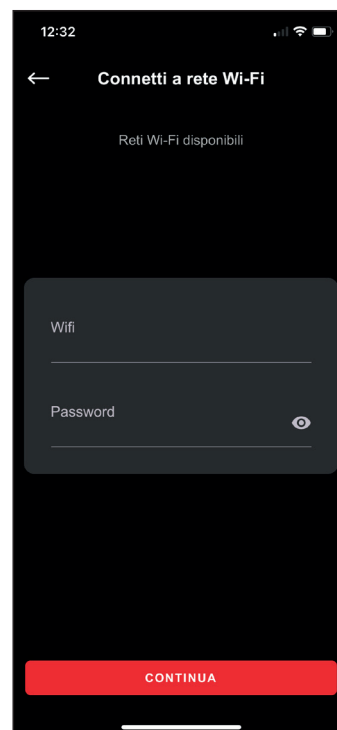 12:32
Connetti a rete Wi-Fi
Reti Wi-Fi disponibili
Wifi
Password
CONTINUA